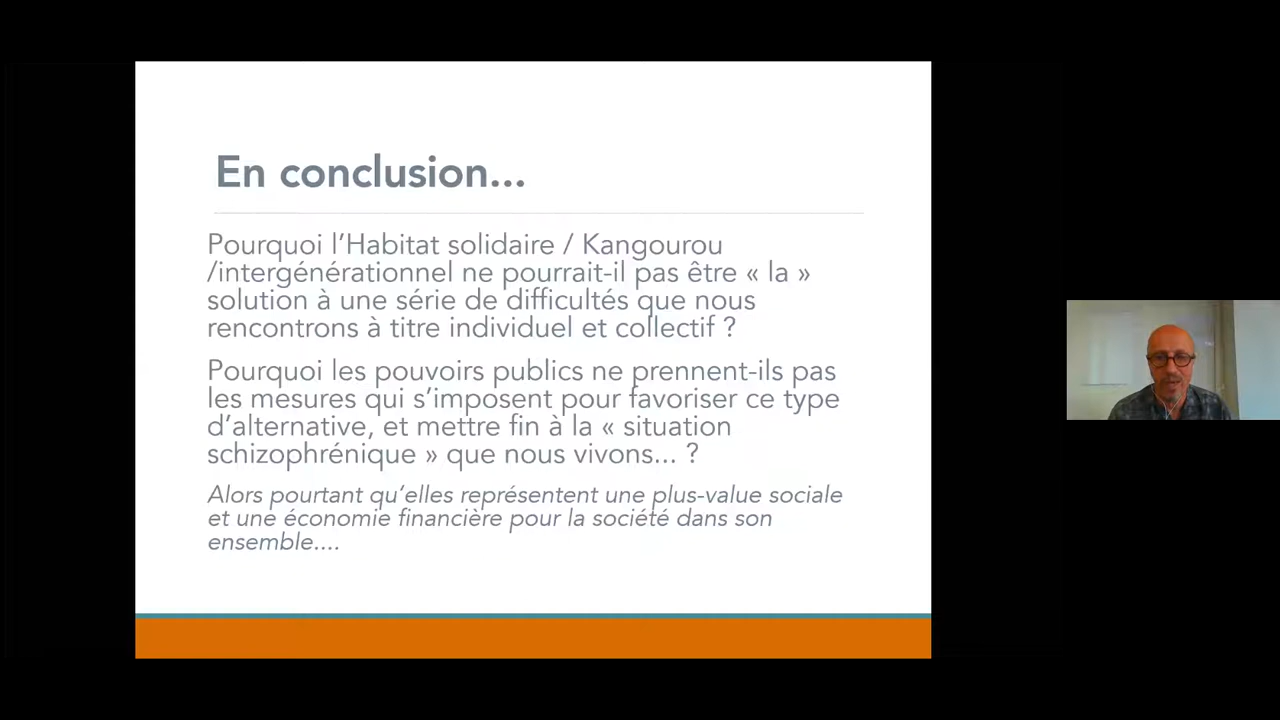 En conclusion...
Pourquoi l’Habitat solidaire / Kangourou
/intergénérationnel ne pourrait-il pas être « la »
solution à une série de difficultés que nous
rencontrons à titre individuel et collectif ?
Pourquoi les pouvoirs publics ne prennent-ils pas
les mesures qui s’imposent pour favoriser ce type
d’alternative, et mettre fin à la « situation
schizophrénique » que nous vivons... ?
Alors pourtant qu’elles représentent une plus-value sociale
et une économie financière pour la société dans son
ensemble....